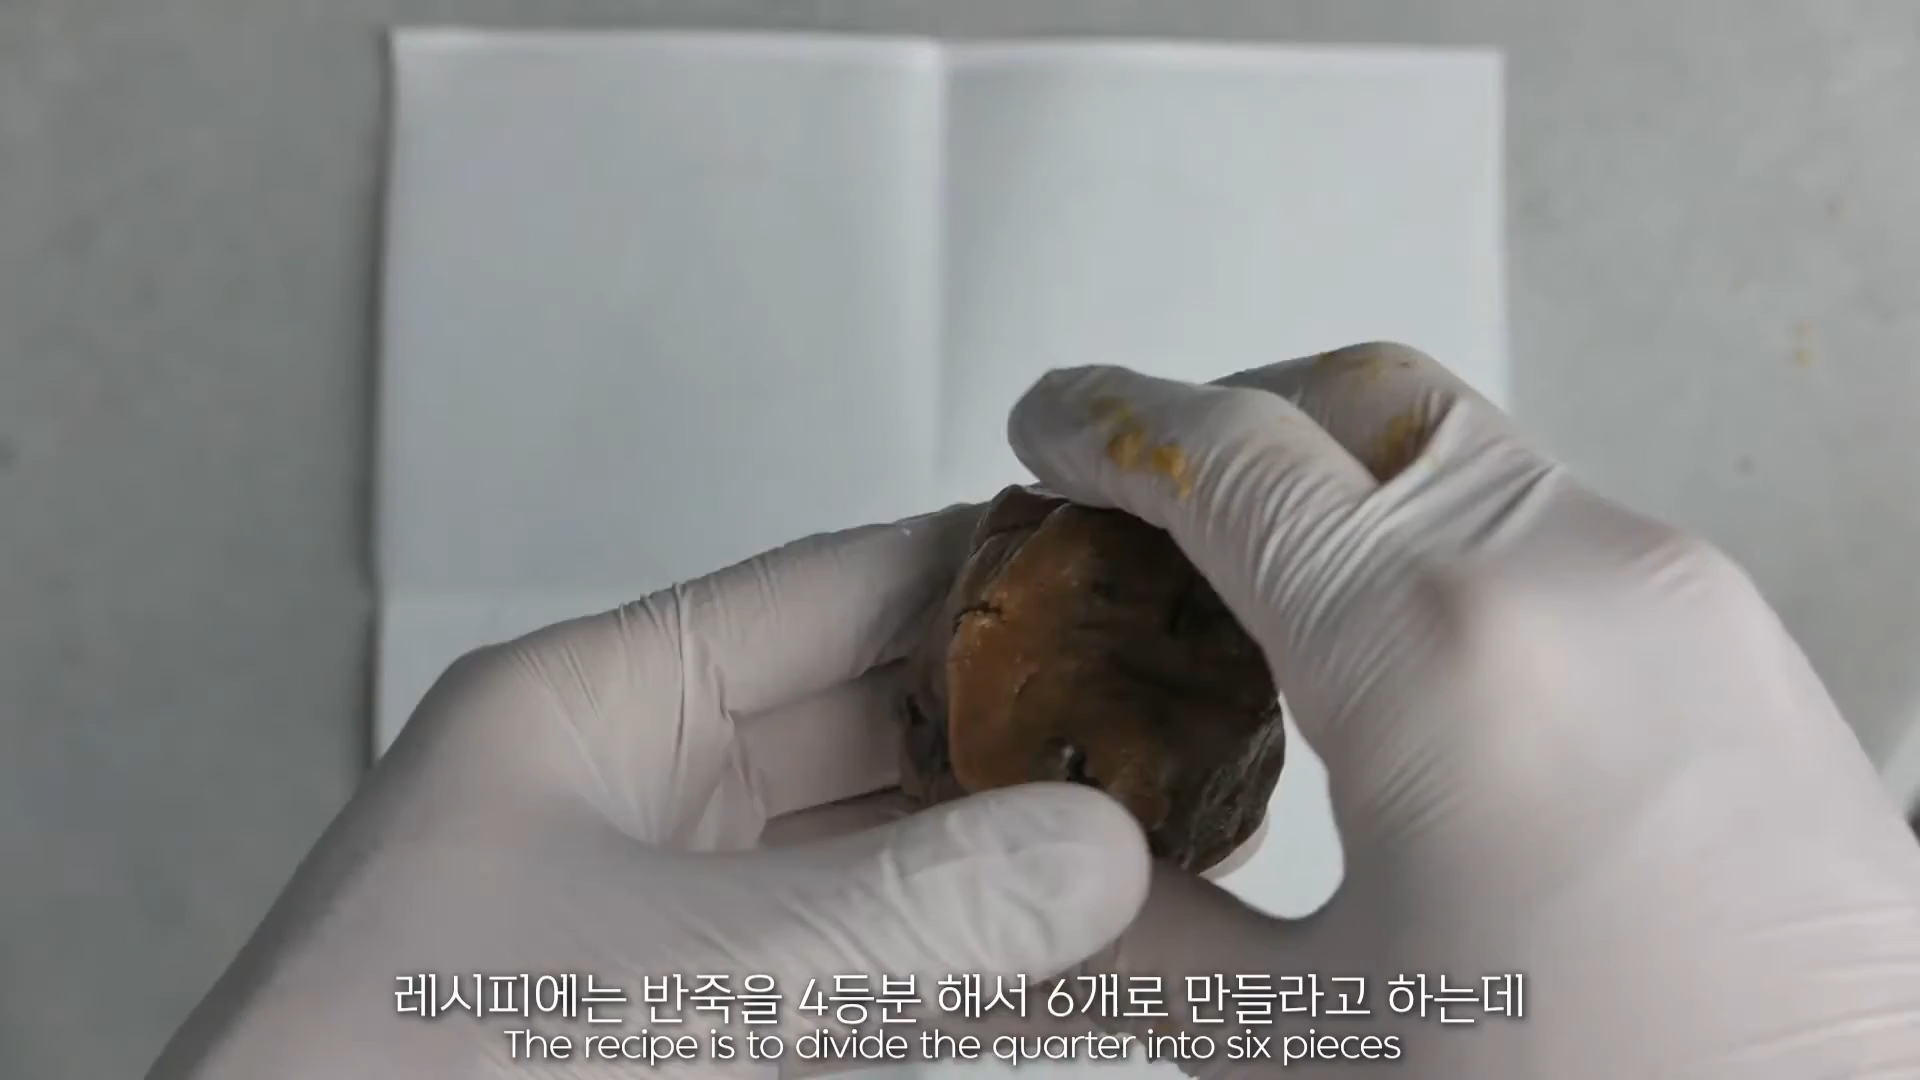 레시피에는 반죽을 4등분 해서 6개로 만들라고 하는데
The recipe is to divide the quarter into six pieces